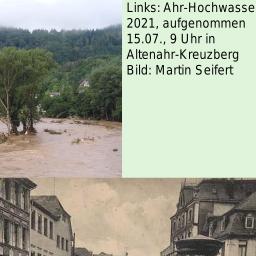 Links: Ahr-Hochwasse
2021, aufgenommen
15.07., 9 Uhr in
Altenahr-Kreuzberg
Bild: Martin Seifert